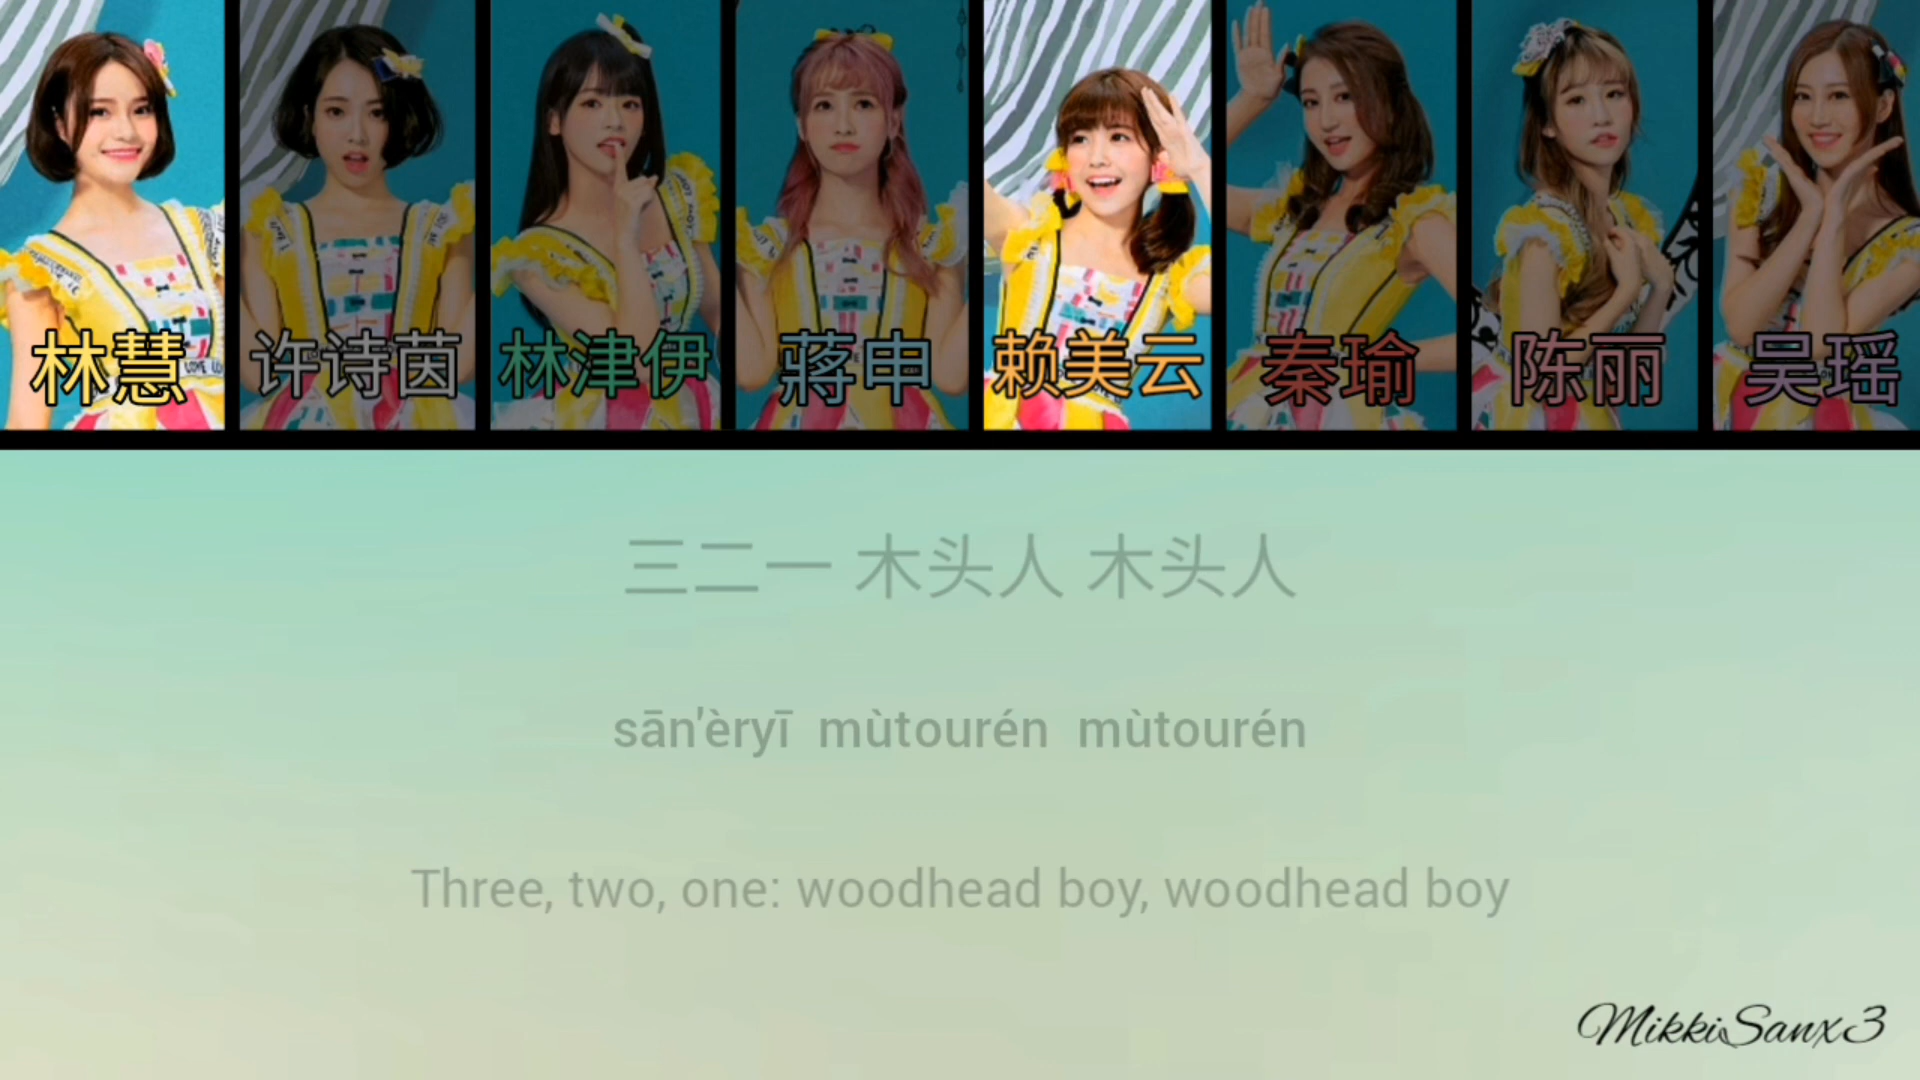 林慧 许诗茵 林津伊 蔣申 赖美云 秦瑜 陈丽 吴瑶
三二一 木头人 木头人
sān'èryī mùtourén mùtourén
Three, two, one: woodhead boy, woodhead boy
MikkiSanx3